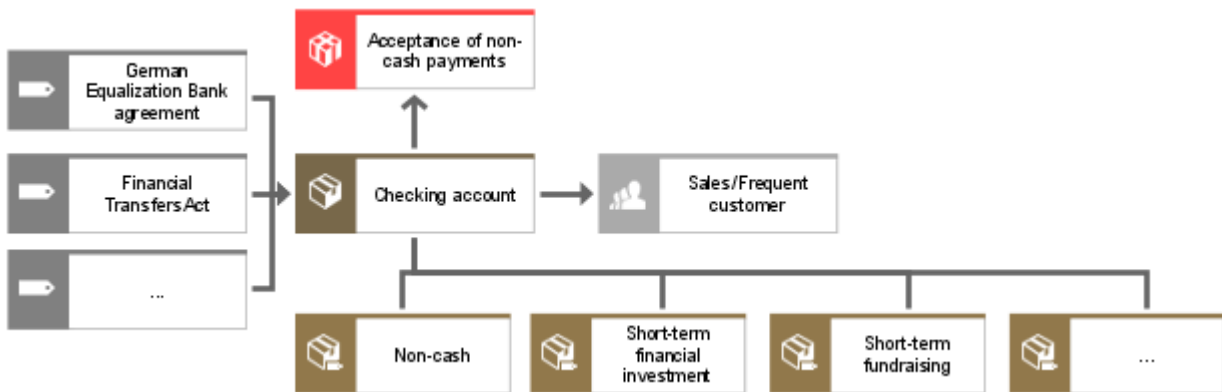 Acceptance of non-
cash payments
German
Equalization Bank
agreement
Financial
Transfers Act
Checking account
Sales/Frequent
customer
...
Non-cash
Short-term
financial
investment
Short-term
fundraising
...